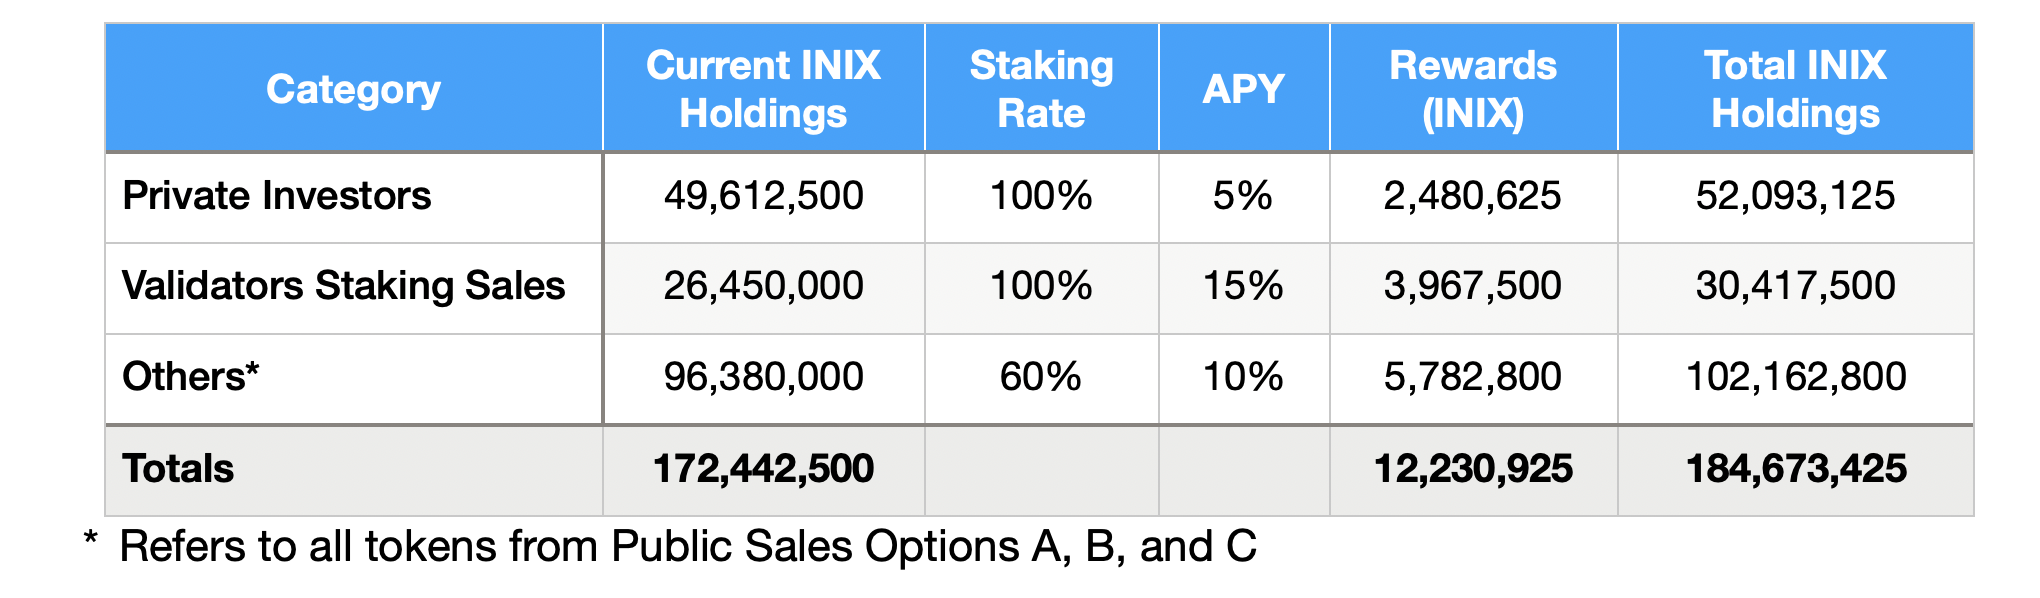 Category Current INIX Holdings Staking Rate APY Rewards (INIX) Total INIX Holdings
Private Investors 49,612,500 100% 5% 2,480,625 52,093,125
Validators Staking Sales 26,450,000 100% 15% 3,967,500 30,417,500
Others* 96,380,000 60% 10% 5,782,800 102,162,800
Totals 172,442,500 12,230,925 184,673,425
* Refers to all tokens from Public Sales Options A, B, and C